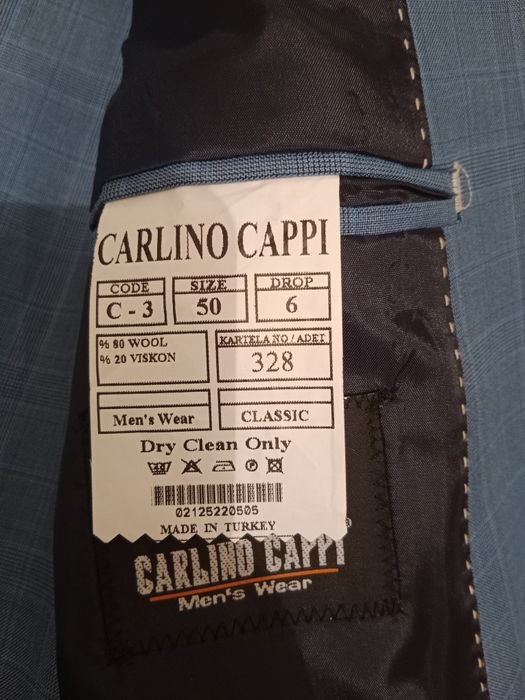 CARLINO CAPPI
CODE SIZE DROP
C - 3 50 6
% 80 WOOL
% 20 VISKON
KARTELA NO / ADET
328
Men's Wear CLASSIC
Dry Clean Only
02125220505
MADE IN TURKEY
CARLINO CAPPI
Men's Wear